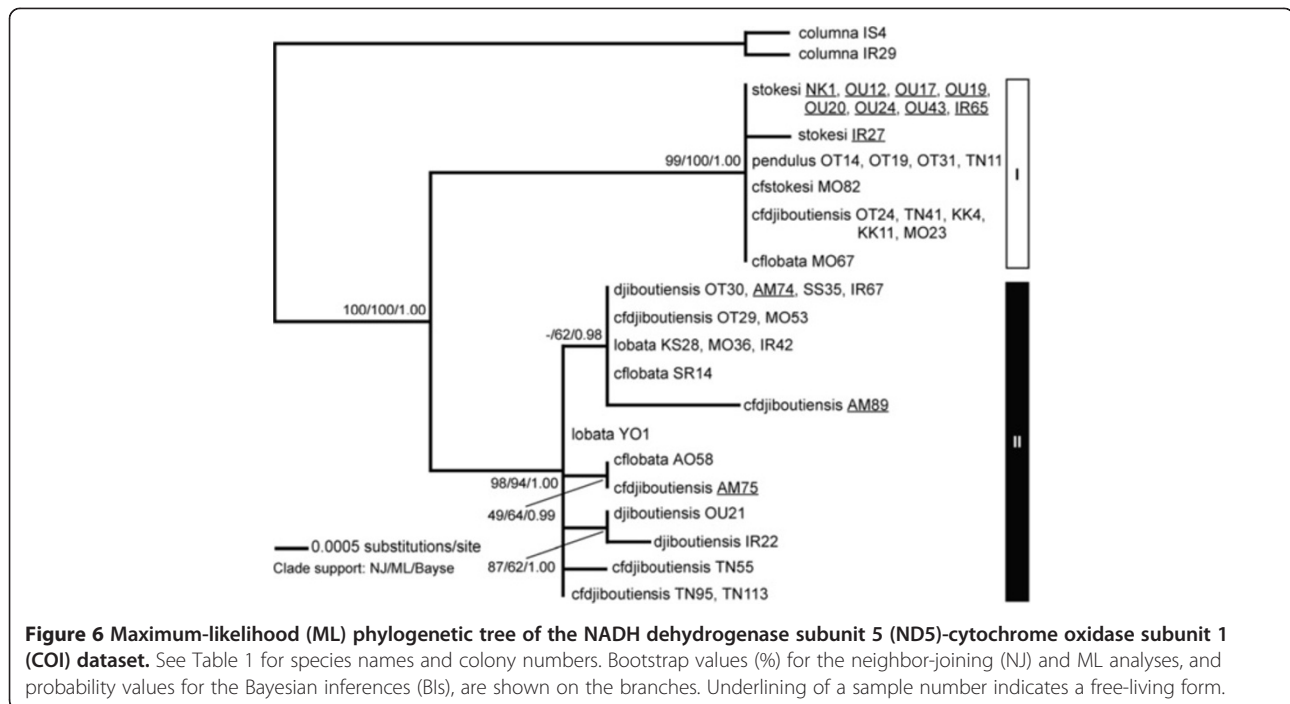 columna IS4
columna IR29
stokesi NK1, OU12, OU17, OU19,
OU20, OU24, OU43, IR65
stokesi IR27
99/100/1.00
pendulus OT14, OT19, OT31, TN11
I
cfstokesi MO82
cfdjiboutiensis OT24, TN41, KK4,
KK11, MO23
cflobata MO67
djiboutiensis OT30, AM74, SS35, IR67
100/100/1.00
cfdjiboutiensis OT29, MO53
-/62/0.98
lobata KS28, MO36, IR42
cflobata SR14
cfdjiboutiensis AM89
lobata YO1
II
cflobata AO58
98/94/1.00
cfdjiboutiensis AM75
49/64/0.99
djiboutiensis OU21
djiboutiensis IR22
0.0005 substitutions/site
Clade support: NJ/ML/Bayse
87/62/1.00
cfdjiboutiensis TN55
cfdjiboutiensis TN95, TN113
Figure 6 Maximum-likelihood (ML) phylogenetic tree of the NADH dehydrogenase subunit 5 (ND5)-cytochrome oxidase subunit 1
(COI) dataset. See Table 1 for species names and colony numbers. Bootstrap values (%) for the neighbor-joining (NJ) and ML analyses, and
probability values for the Bayesian inferences (BIs), are shown on the branches. Underlining of a sample number indicates a free-living form.